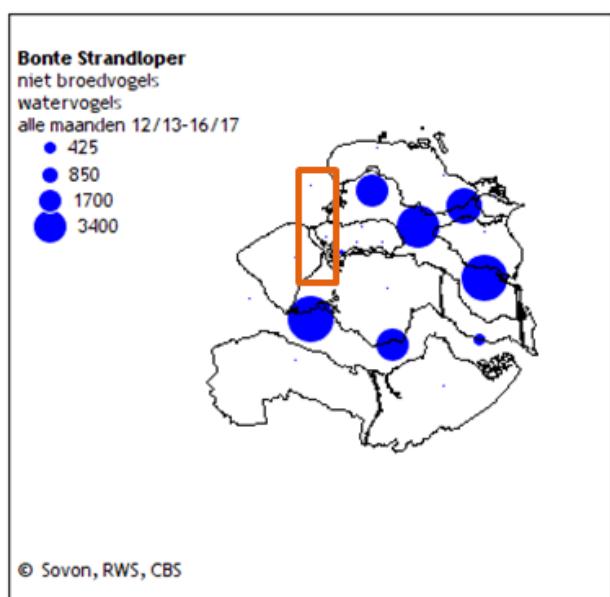 Bonte Strandloper
niet broedvogels
watervogels
alle maanden 12/13-16/17
425
850
1700
3400
© Sovon, RWS, CBS